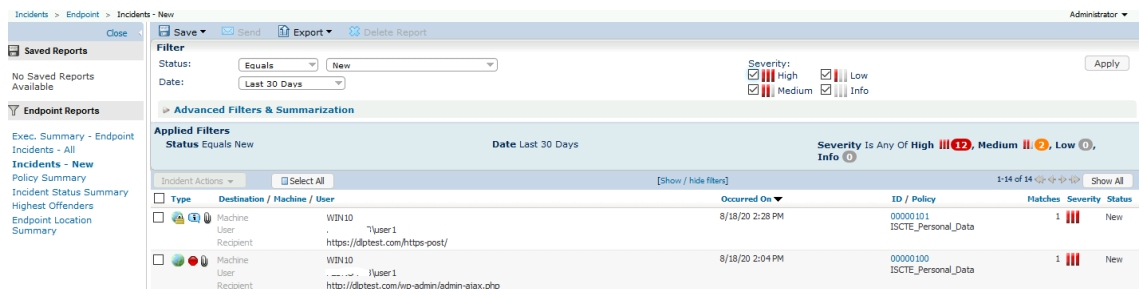 Incidents > Endpoint > Incidents - New
Administrator
Close
Save
Send
Export
Delete Report
Saved Reports
No Saved Reports
Available
Endpoint Reports
Exec. Summary - Endpoint
Incidents - All
Incidents - New
Policy Summary
Incident Status Summary
Highest Offenders
Endpoint Location
Summary
Filter
Status: Equals New
Date: Last 30 Days
Severity:
High Low
Medium Info
Apply
Advanced Filters & Summarization
Applied Filters
Status Equals New
Date Last 30 Days
Severity Is Any Of High 12, Medium 2, Low 0,
Info 0
Incident Actions
Select All
[Show / hide filters]
1-14 of 14
Show All
Type Destination / Machine / User Occurred On ID / Policy Matches Severity Status
Machine WIN10 8/18/20 2:28 PM 00000101 1 New
User \user1 ISCTE_Personal_Data
Recipient https://dlptest.com/https-post/
Machine WIN10 8/18/20 2:04 PM 00000100 1 New
User \user1 ISCTE_Personal_Data
Recipient http://dlptest.com/wp-admin/admin-ajax.php